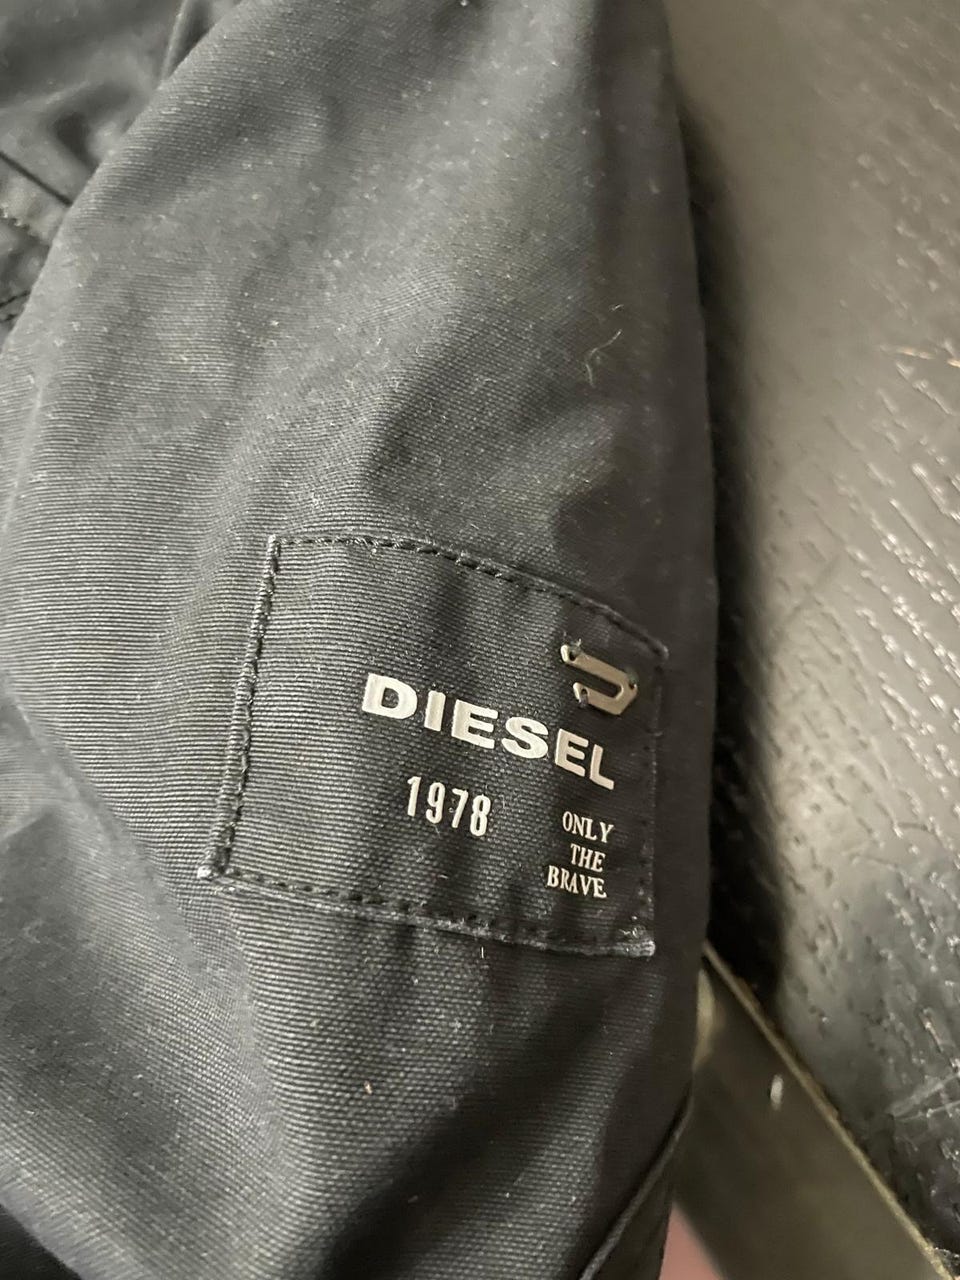 DIESEL
1978
ONLY
THE
BRAVE